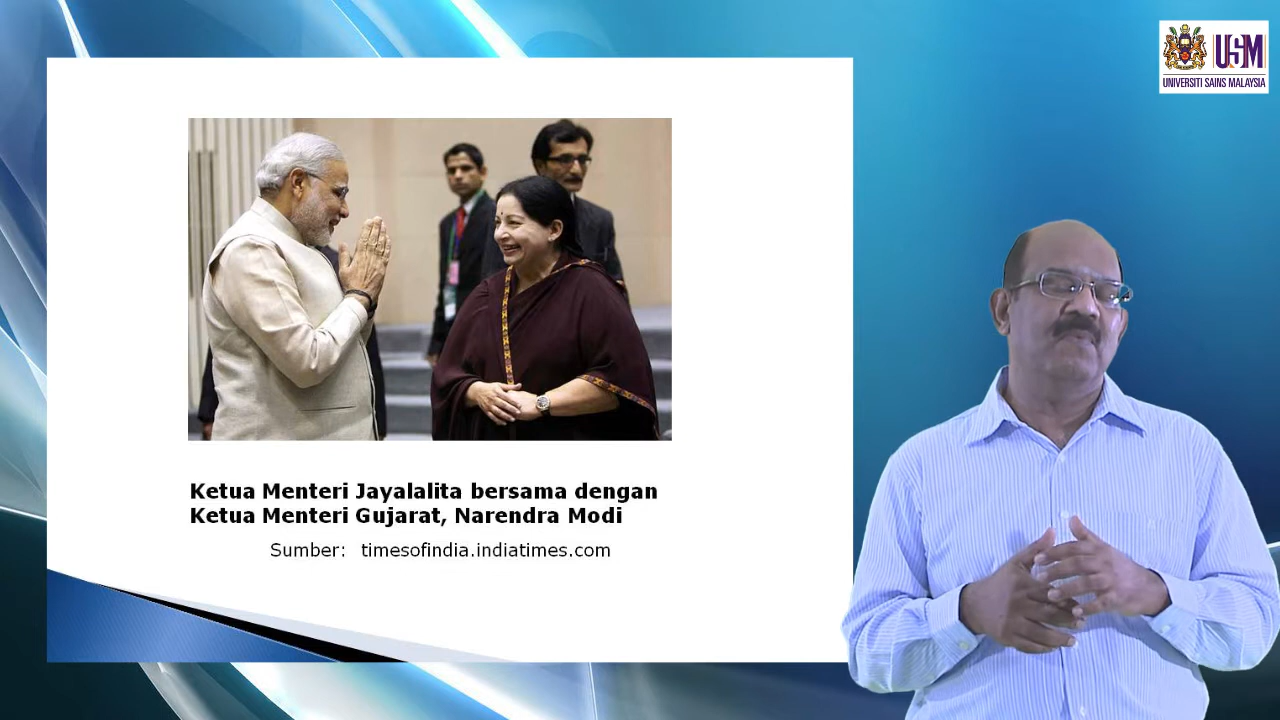 USM
UNIVERSITI SAINS MALAYSIA
Ketua Menteri Jayalalita bersama dengan
Ketua Menteri Gujarat, Narendra Modi
Sumber: timesofindia.indiatimes.com